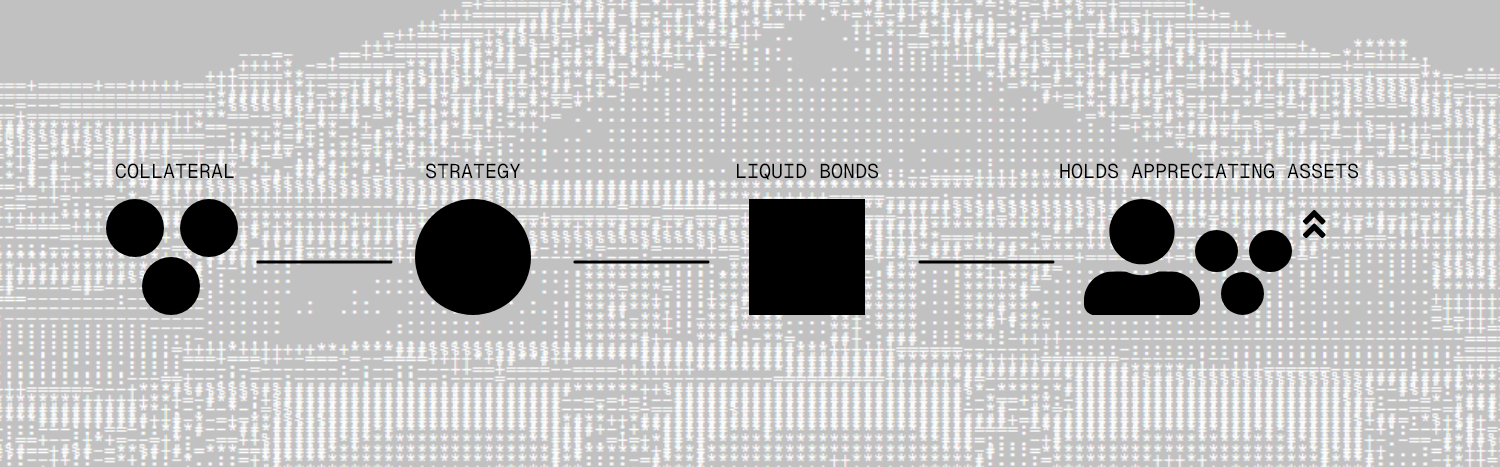 COLLATERAL
STRATEGY
LIQUID BONDS
HOLDS APPRECIATING ASSETS